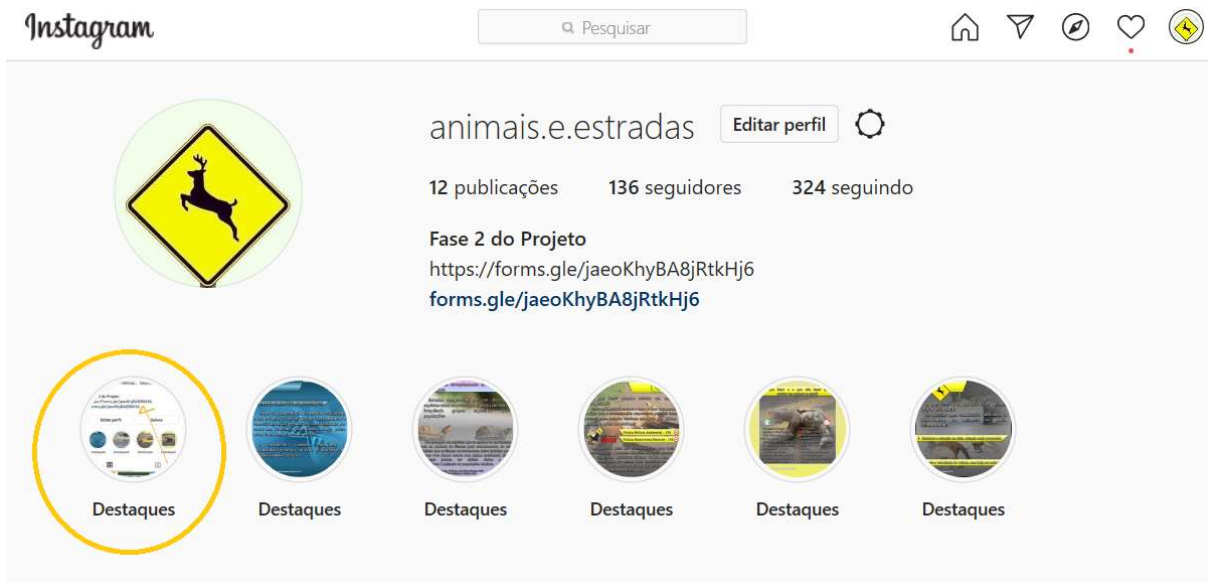 Instagram
Pesquisar
animais.e.estradas Editar perfil
12 publicações 136 seguidores 324 seguindo
Fase 2 do Projeto
https://forms.gle/jaeoKhyBA8jRtkHj6
forms.gle/jaeoKhyBA8jRtkHj6
Destaques Destaques Destaques Destaques Destaques Destaques